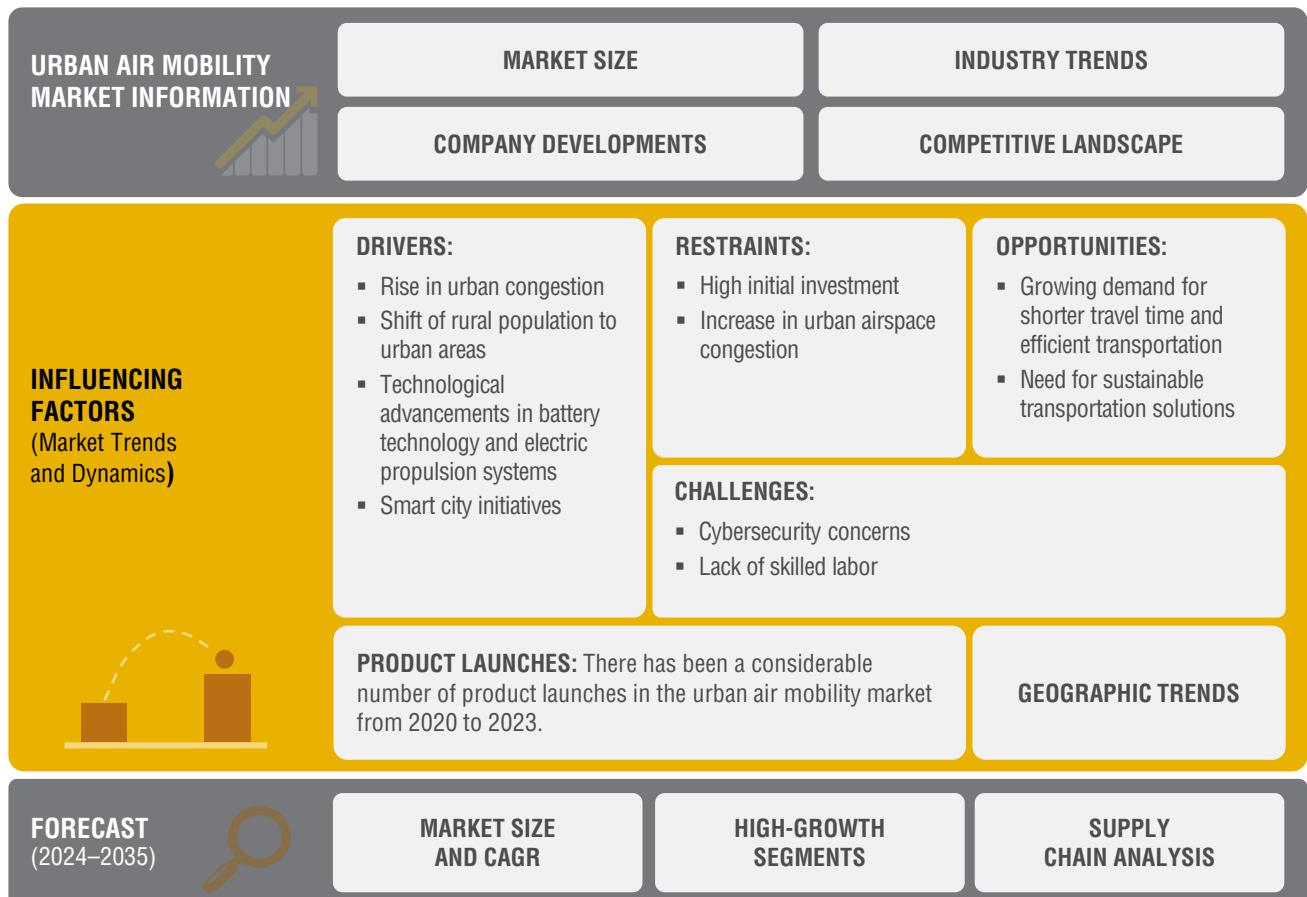 URBAN AIR MOBILITY
MARKET INFORMATION
MARKET SIZE
INDUSTRY TRENDS
COMPANY DEVELOPMENTS
COMPETITIVE LANDSCAPE
INFLUENCING
FACTORS
(Market Trends
and Dynamics)
DRIVERS:
▪ Rise in urban congestion
▪ Shift of rural population to
urban areas
▪ Technological
advancements in battery
technology and electric
propulsion systems
▪ Smart city initiatives
RESTRAINTS:
▪ High initial investment
▪ Increase in urban airspace
congestion
OPPORTUNITIES:
▪ Growing demand for
shorter travel time and
efficient transportation
▪ Need for sustainable
transportation solutions
CHALLENGES:
▪ Cybersecurity concerns
▪ Lack of skilled labor
PRODUCT LAUNCHES: There has been a considerable
number of product launches in the urban air mobility market
from 2020 to 2023.
GEOGRAPHIC TRENDS
FORECAST
(2024–2035)
MARKET SIZE
AND CAGR
HIGH-GROWTH
SEGMENTS
SUPPLY
CHAIN ANALYSIS